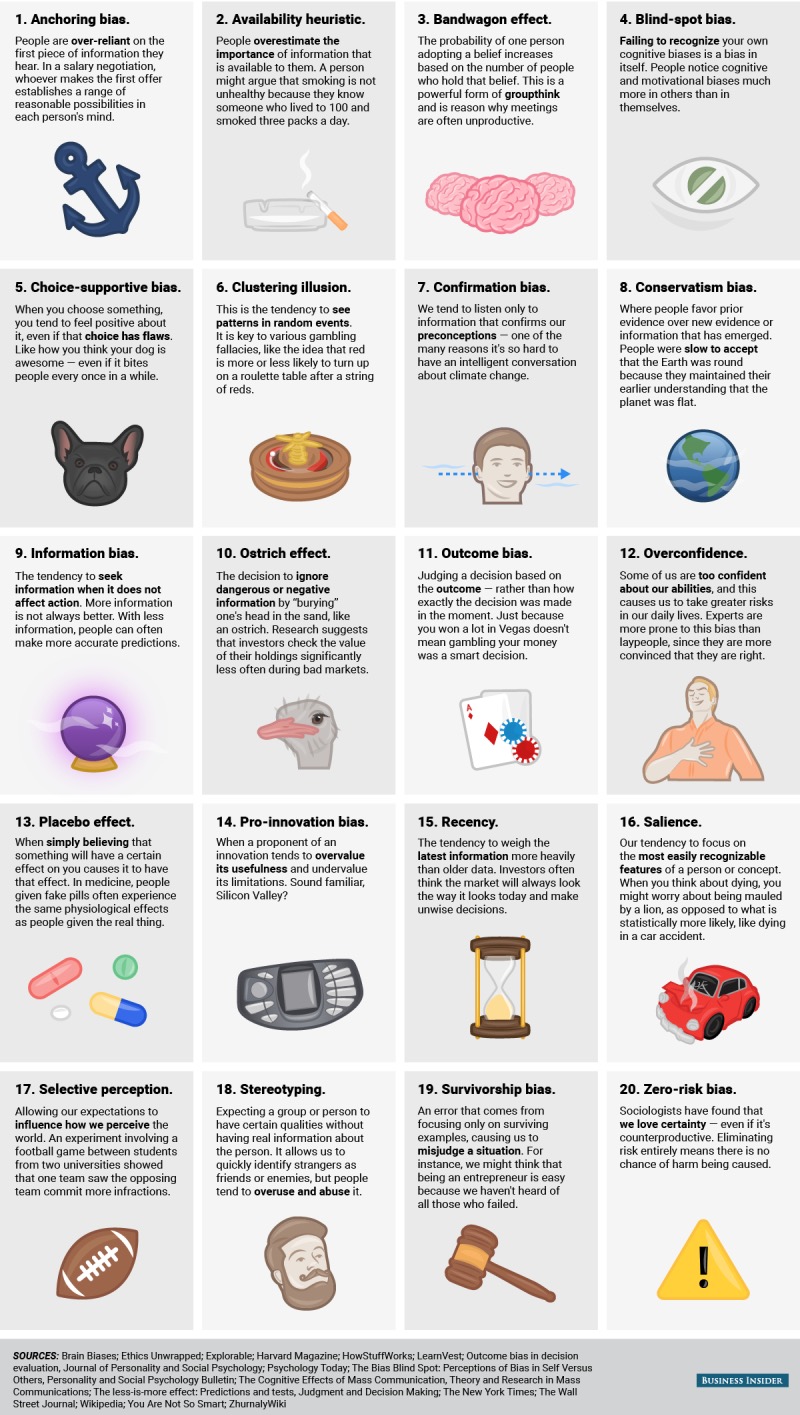 1. Anchoring bias.
People are over-reliant on the
first piece of information they
hear. In a salary negotiation,
whoever makes the first offer
establishes a range of
reasonable possibilities in
each person's mind.
2. Availability heuristic.
People overestimate the
importance of information that
is available to them. A person
might argue that smoking is not
unhealthy because they know
someone who lived to 100 and
smoked three packs a day.
3. Bandwagon effect.
The probability of one person
adopting a belief increases
based on the number of people
who hold that belief. This is a
powerful form of groupthink
and is reason why meetings
are often unproductive.
4. Blind-spot bias.
Failing to recognize your own
cognitive biases is a bias in
itself. People notice cognitive
and motivational biases much
more in others than in
themselves.
5. Choice-supportive bias.
When you choose something,
you tend to feel positive about
it, even if that choice has flaws.
Like how you think your dog is
awesome — even if it bites
people every once in a while.
6. Clustering illusion.
This is the tendency to see
patterns in random events.
It is key to various gambling
fallacies, like the idea that red
is more or less likely to turn up
on a roulette table after a string
of reds.
7. Confirmation bias.
We tend to listen only to
information that confirms our
preconceptions — one of the
many reasons it's so hard to
have an intelligent conversation
about climate change.
8. Conservatism bias.
Where people favor prior
evidence over new evidence or
information that has emerged.
People were slow to accept
that the Earth was round
because they maintained their
earlier understanding that the
planet was flat.
9. Information bias.
The tendency to seek
information when it does not
affect action. More information
is not always better. With less
information, people can often
make more accurate predictions.
10. Ostrich effect.
The decision to ignore
dangerous or negative
information by “burying”
one's head in the sand, like
an ostrich. Research suggests
that investors check the value
of their holdings significantly
less often during bad markets.
11. Outcome bias.
Judging a decision based on
the outcome — rather than how
exactly the decision was made
in the moment. Just because
you won a lot in Vegas doesn't
mean gambling your money
was a smart decision.
A
12. Overconfidence.
Some of us are too confident
about our abilities, and this
causes us to take greater risks
in our daily lives. Experts are
more prone to this bias than
laypeople, since they are more
convinced that they are right.
13. Placebo effect.
When simply believing that
something will have a certain
effect on you causes it to have
that effect. In medicine, people
given fake pills often experience
the same physiological effects
as people given the real thing.
14. Pro-innovation bias.
When a proponent of an
innovation tends to overvalue
its usefulness and undervalue
its limitations. Sound familiar,
Silicon Valley?
15. Recency.
The tendency to weigh the
latest information more heavily
than older data. Investors often
think the market will always look
the way it looks today and make
unwise decisions.
16. Salience.
Our tendency to focus on
the most easily recognizable
features of a person or concept.
When you think about dying, you
might worry about being mauled
by a lion, as opposed to what is
statistically more likely, like dying
in a car accident.
17. Selective perception.
Allowing our expectations to
influence how we perceive the
world. An experiment involving a
football game between students
from two universities showed
that one team saw the opposing
team commit more infractions.
18. Stereotyping.
Expecting a group or person to
have certain qualities without
having real information about
the person. It allows us to
quickly identify strangers as
friends or enemies, but people
tend to overuse and abuse it.
19. Survivorship bias.
An error that comes from
focusing only on surviving
examples, causing us to
misjudge a situation. For
instance, we might think that
being an entrepreneur is easy
because we haven't heard of
all those who failed.
20. Zero-risk bias.
Sociologists have found that
we love certainty — even if it's
counterproductive. Eliminating
risk entirely means there is no
chance of harm being caused.
!
SOURCES: Brain Biases; Ethics Unwrapped; Explorable; Harvard Magazine; HowStuffWorks; LearnVest; Outcome bias in decision
evaluation, Journal of Personality and Social Psychology; Psychology Today; The Bias Blind Spot: Perceptions of Bias in Self Versus
Others, Personality and Social Psychology Bulletin; The Cognitive Effects of Mass Communication, Theory and Research in Mass
Communications; The less-is-more effect: Predictions and tests, Judgment and Decision Making; The New York Times; The Wall
Street Journal; Wikipedia; You Are Not So Smart; ZhurnalyWiki
BUSINESS INSIDER